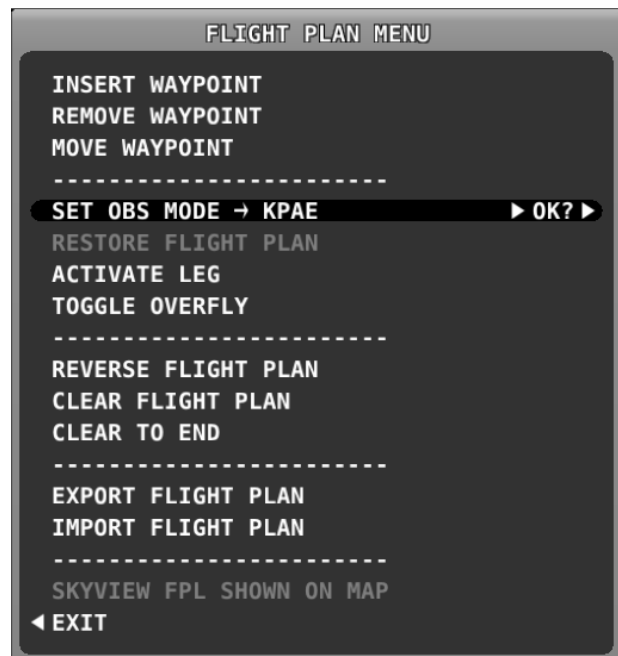 FLIGHT PLAN MENU
INSERT WAYPOINT
REMOVE WAYPOINT
MOVE WAYPOINT
-------------------------
SET OBS MODE → KPAE ▶ OK? ▶
RESTORE FLIGHT PLAN
ACTIVATE LEG
TOGGLE OVERFLY
-------------------------
REVERSE FLIGHT PLAN
CLEAR FLIGHT PLAN
CLEAR TO END
-------------------------
EXPORT FLIGHT PLAN
IMPORT FLIGHT PLAN
-------------------------
SKYVIEW FPL SHOWN ON MAP
◀ EXIT